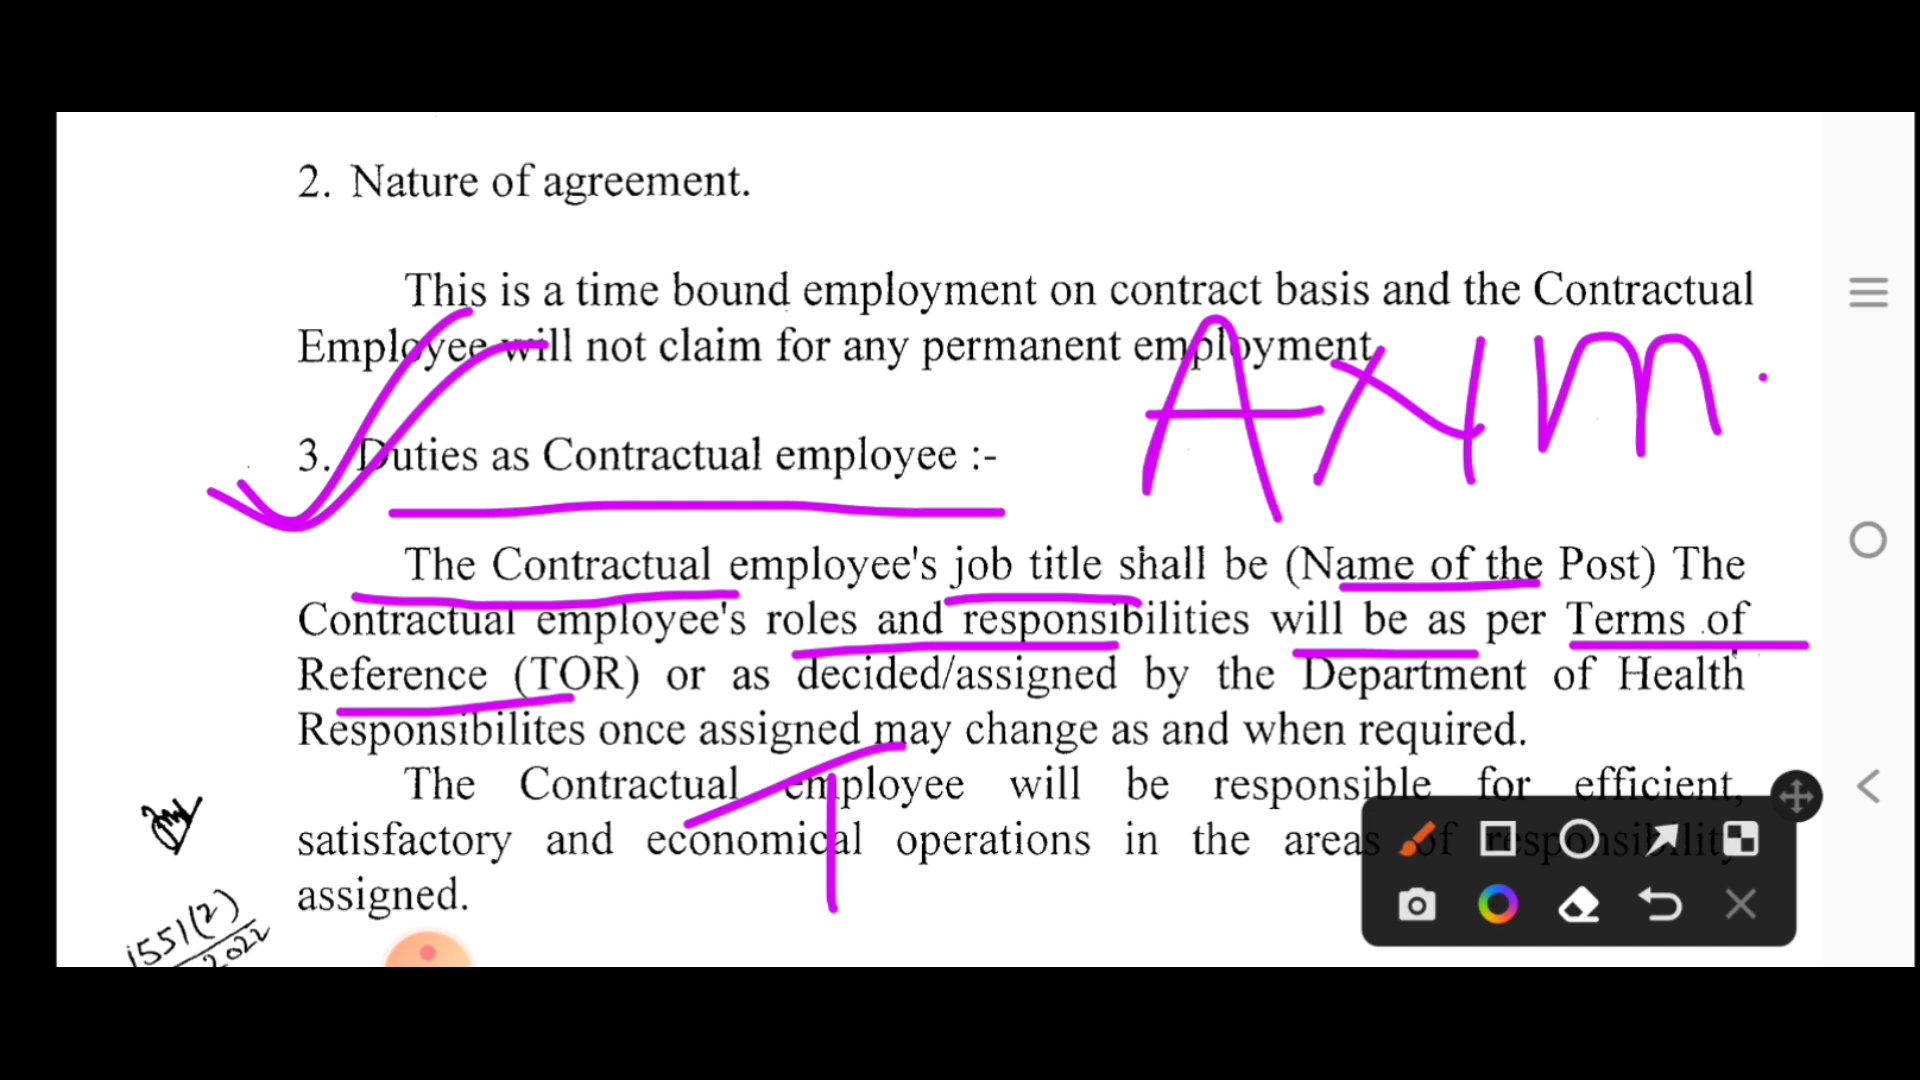 2. Nature of agreement.
This is a time bound employment on contract basis and the Contractual
Employee will not claim for any permanent employment.
3. Duties as Contractual employee :-
ANM.
The Contractual employee's job title shall be (Name of the Post) The
Contractual employee's roles and responsibilities will be as per Terms of
Reference (TOR) or as decided/assigned by the Department of Health
Responsibilites once assigned may change as and when required.
The Contractual employee will be responsible for efficient,
satisfactory and economical operations in the areas of responsibility
assigned.
1551(2)
2022